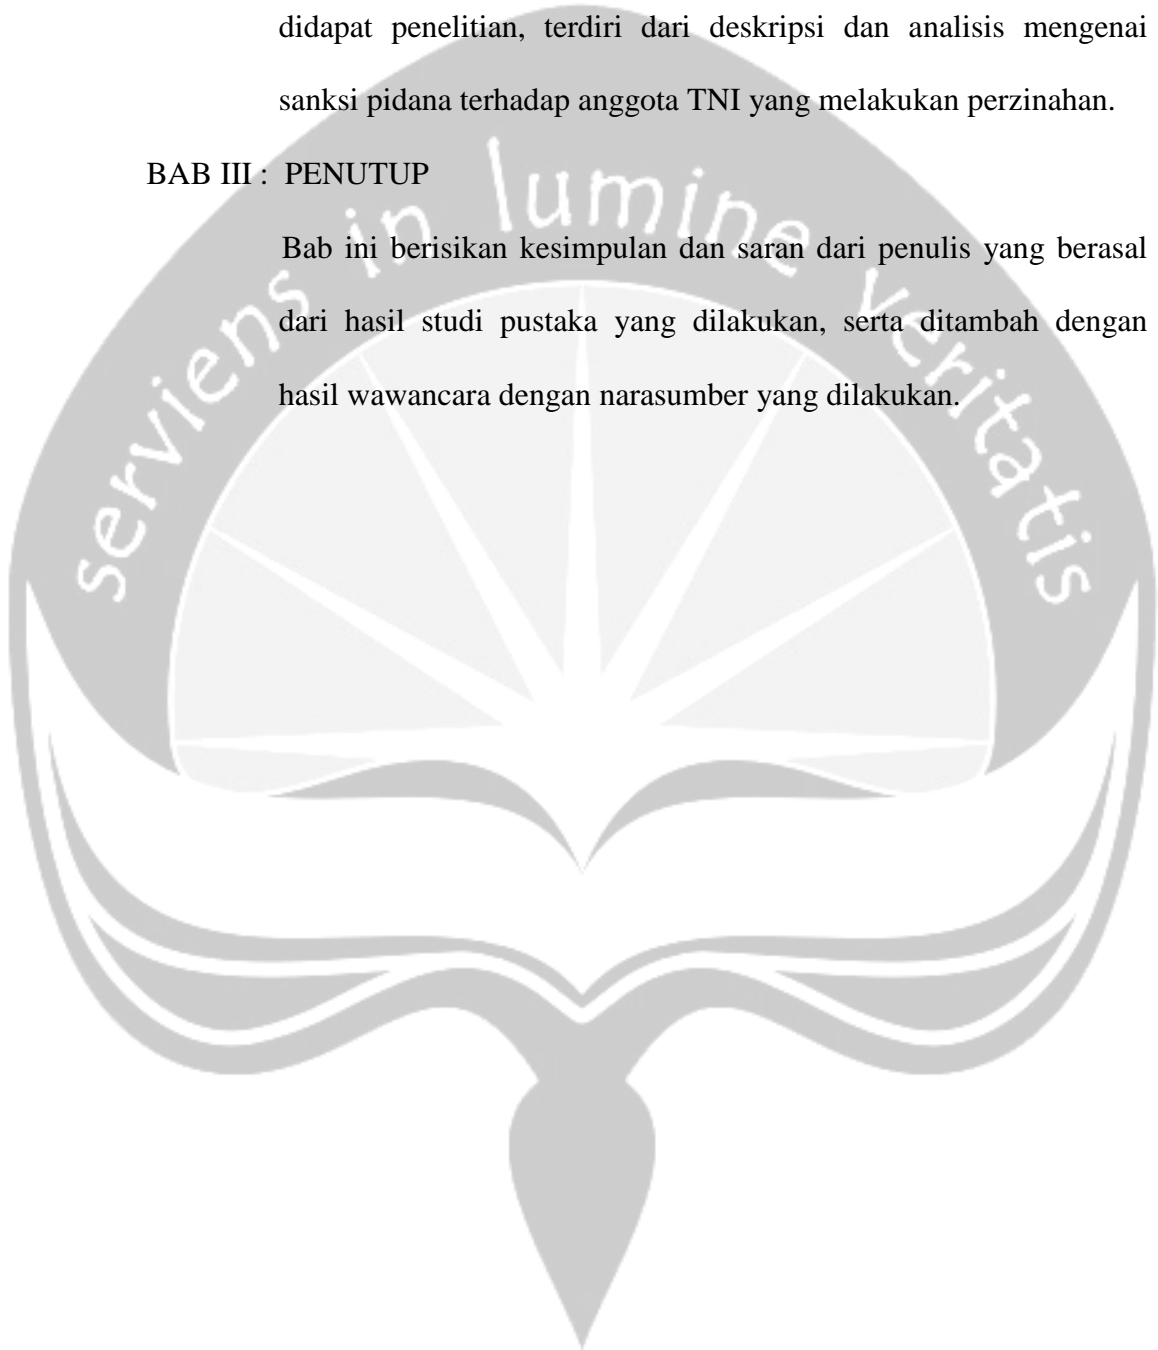 didapat penelitian, terdiri dari deskripsi dan analisis mengenai
sanksi pidana terhadap anggota TNI yang melakukan perzinahan.
BAB III : PENUTUP
Bab ini berisikan kesimpulan dan saran dari penulis yang berasal
dari hasil studi pustaka yang dilakukan, serta ditambah dengan
hasil wawancara dengan narasumber yang dilakukan.
serviens in lumine veritatis